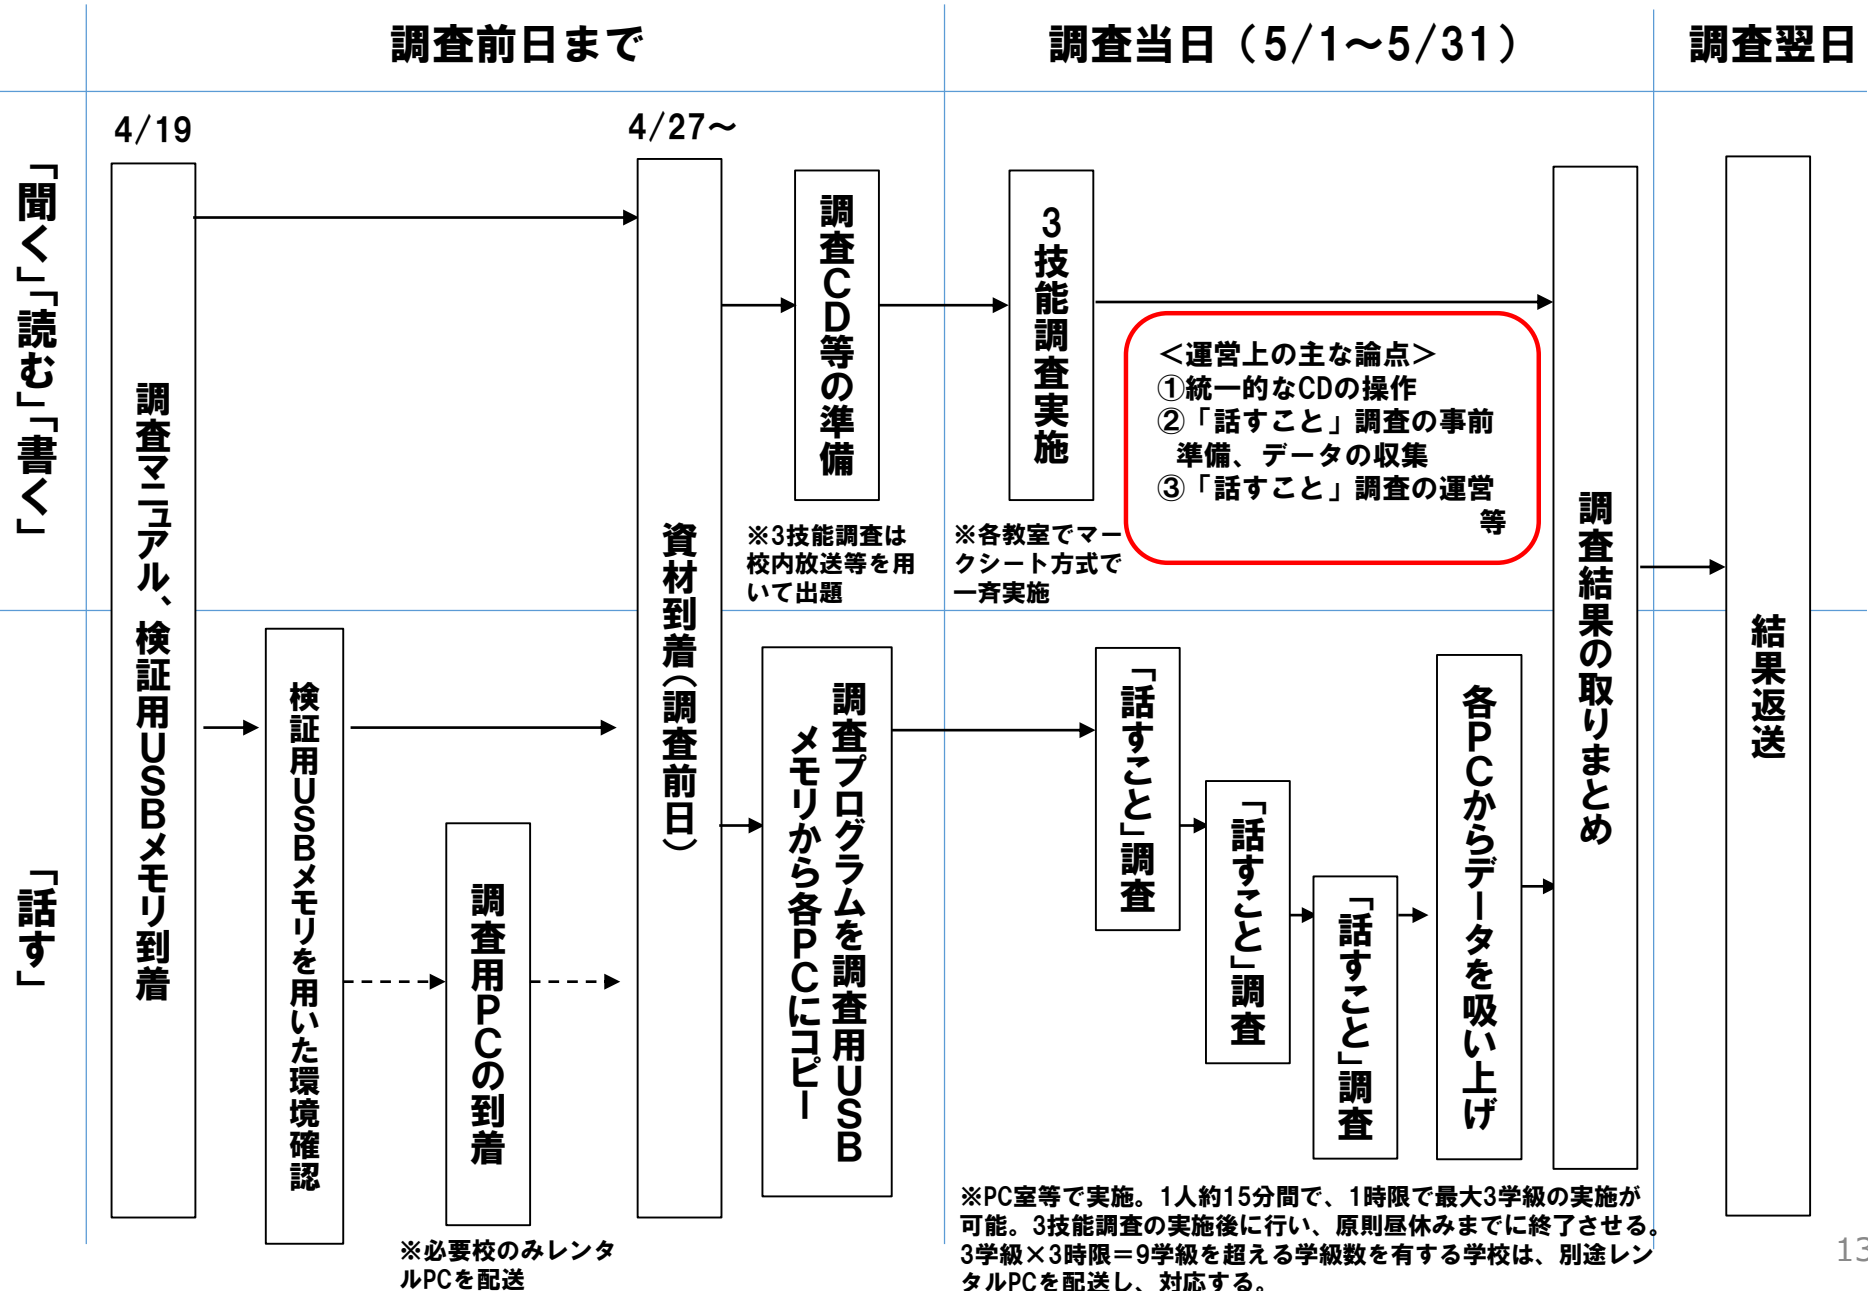 調査前日まで
調査当日（5/1～5/31）
調査翌日
「聞く」「読む」「書く」
「話す」
4/19
4/27～
調査マニュアル、検証用USBメモリ到着
検証用USBメモリを用いた環境確認
調査用PCの到着
※必要校のみレンタ
ルPCを配送
資材到着（調査前日）
調査CD等の準備
※3技能調査は
校内放送等を用
いて出題
調査プログラムを調査用USB
メモリから各PCにコピー
3技能調査実施
※各教室でマー
クシート方式で
一斉実施
＜運営上の主な論点＞
①統一的なCDの操作
②「話すこと」調査の事前
準備、データの収集
③「話すこと」調査の運営
等
「話すこと」調査
「話すこと」調査
「話すこと」調査
各PCからデータを吸い上げ
※PC室等で実施。1人約15分間で、1時限で最大3学級の実施が
可能。3技能調査の実施後に行い、原則昼休みまでに終了させる。
3学級×3時限＝9学級を超える学級数を有する学校は、別途レン
タルPCを配送し、対応する。
調査結果の取りまとめ
結果返送
13